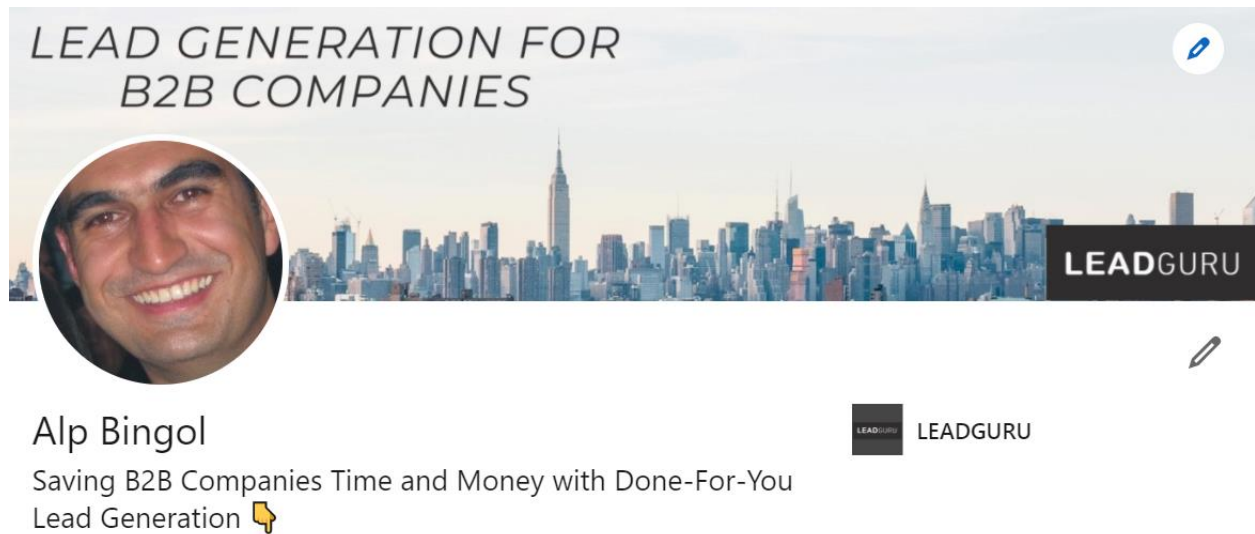 LEAD GENERATION FOR
B2B COMPANIES
LEADGURU
Alp Bingol
LEADGURU
LEADGURU
Saving B2B Companies Time and Money with Done-For-You
Lead Generation 👇